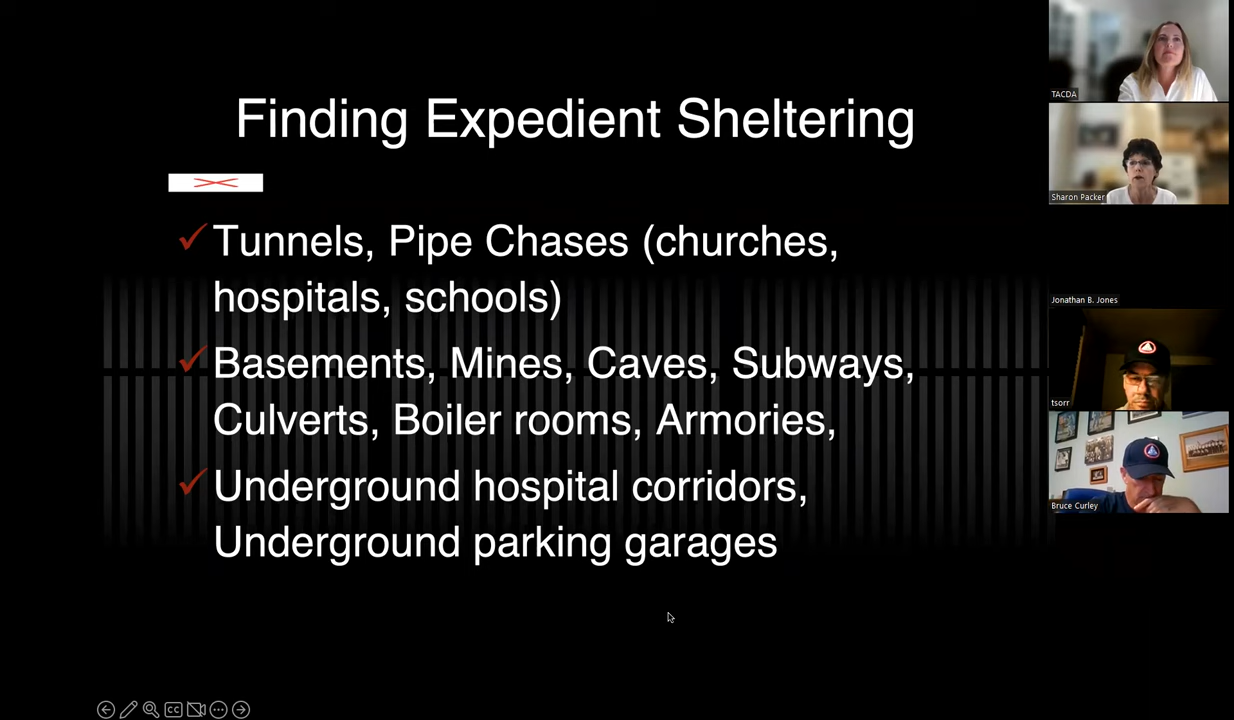 Finding Expedient Sheltering
Tunnels, Pipe Chases (churches,
hospitals, schools)
Basements, Mines, Caves, Subways,
Culverts, Boiler rooms, Armories,
Underground hospital corridors,
Underground parking garages
TACDA
Sharon Packer
Jonathan B. Jones
tsorr
Bruce Curley
CC